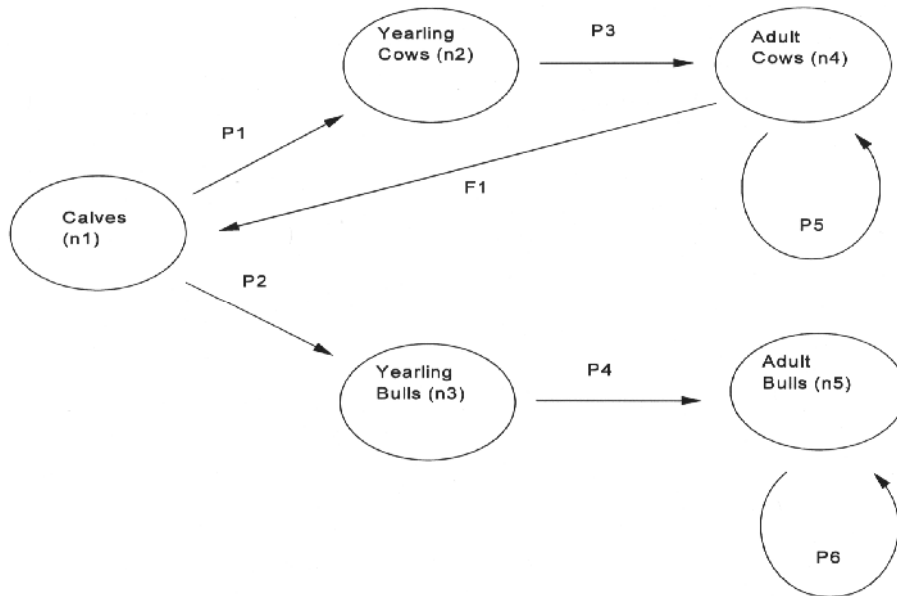 Yearling
Cows (n2)
P3
Adult
Cows (n4)
P1
F1
Calves
(n1)
P5
P2
Yearling
Bulls (n3)
P4
Adult
Bulls (n5)
P6